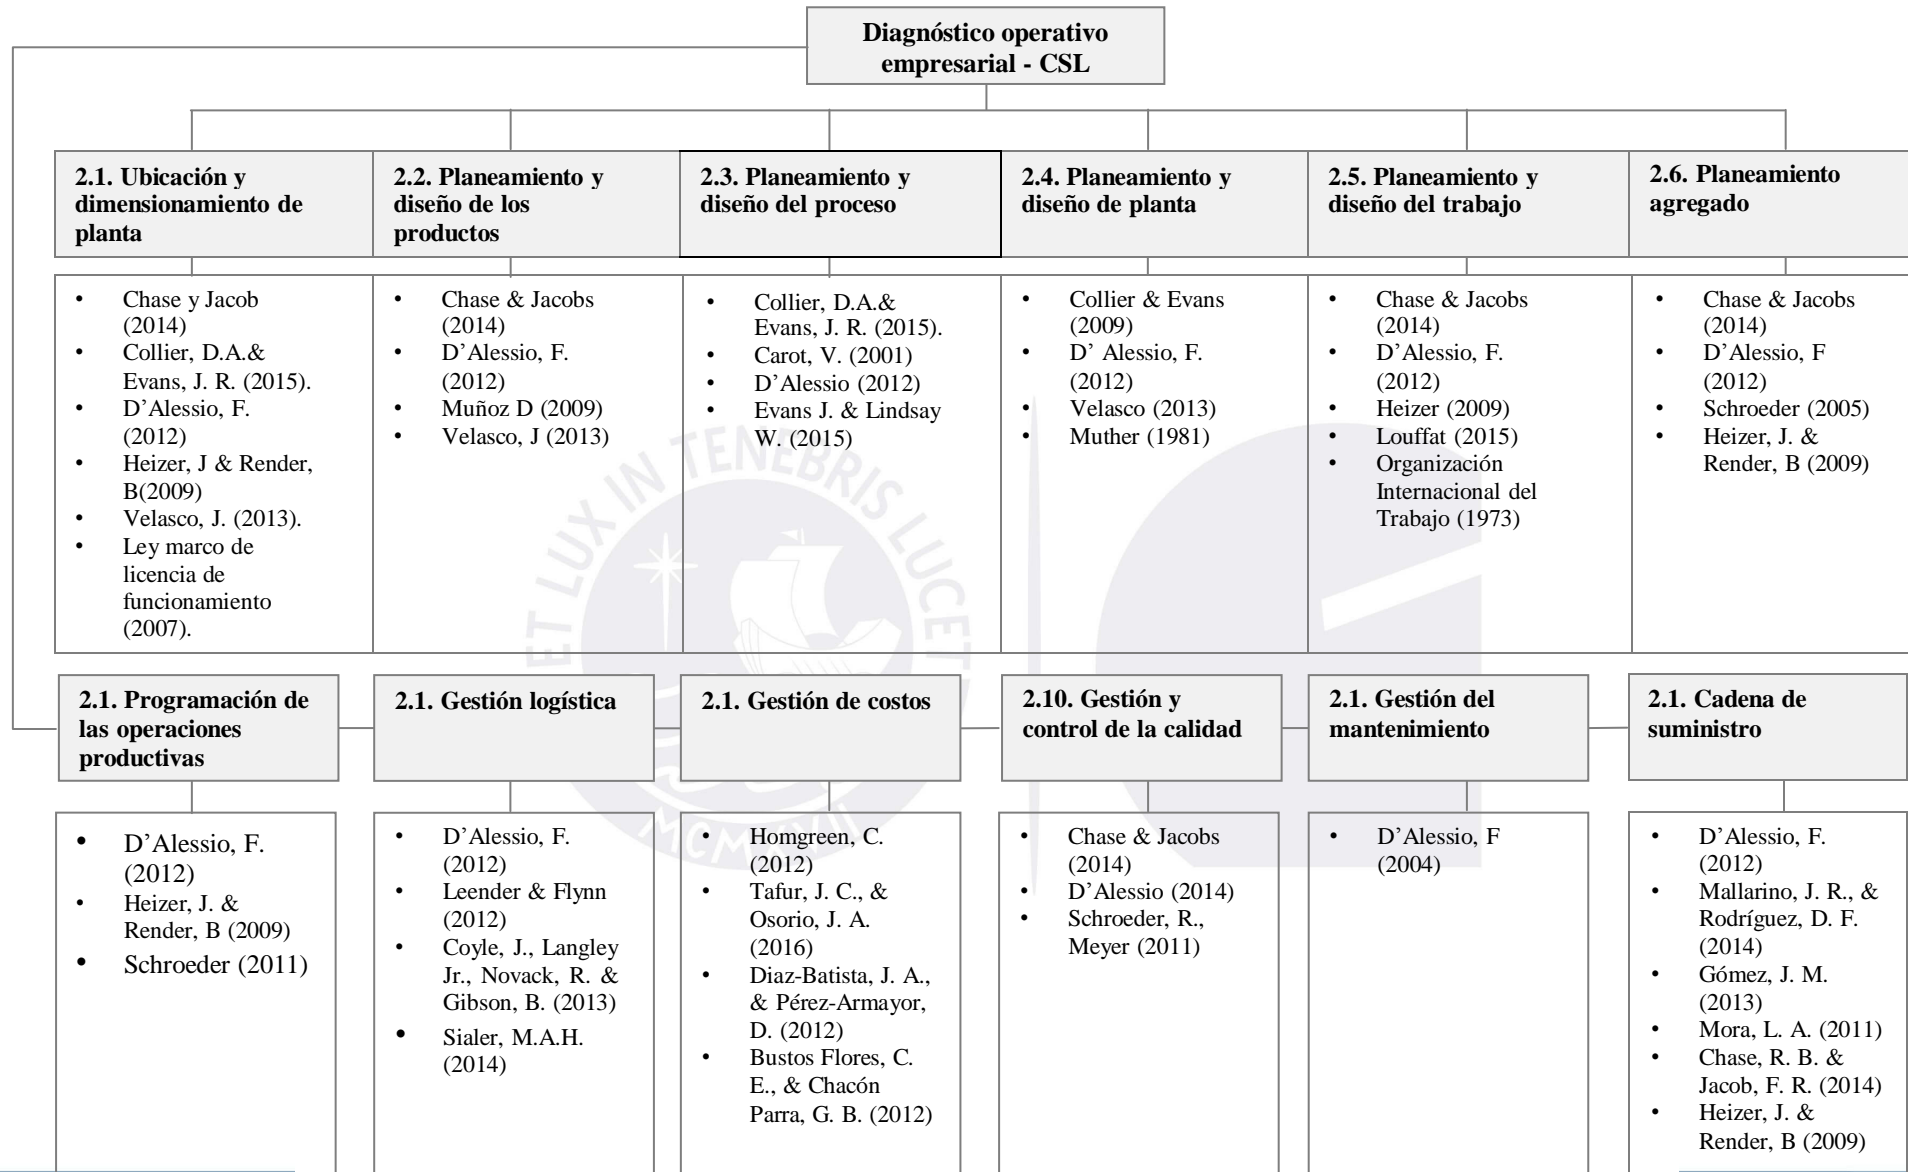 Diagnóstico operativo
empresarial - CSL
2.1. Ubicación y
dimensionamiento de
planta
2.2. Planeamiento y
diseño de los
productos
2.3. Planeamiento y
diseño del proceso
2.4. Planeamiento y
diseño de planta
2.5. Planeamiento y
diseño del trabajo
2.6. Planeamiento
agregado
• Chase y Jacob
(2014)
• Collier, D.A.&
Evans, J. R. (2015).
• D’Alessio, F.
(2012)
• Heizer, J & Render,
B(2009)
• Velasco, J. (2013).
• Ley marco de
licencia de
funcionamiento
(2007).
• Chase & Jacobs
(2014)
• D’Alessio, F.
(2012)
• Muñoz D (2009)
• Velasco, J (2013)
• Collier, D.A.&
Evans, J. R. (2015).
• Carot, V. (2001)
• D’Alessio (2012)
• Evans J. & Lindsay
W. (2015)
• Collier & Evans
(2009)
• D’ Alessio, F.
(2012)
• Velasco (2013)
• Muther (1981)
• Chase & Jacobs
(2014)
• D’Alessio, F.
(2012)
• Heizer (2009)
• Louffat (2015)
• Organización
Internacional del
Trabajo (1973)
• Chase & Jacobs
(2014)
• D’Alessio, F
(2012)
• Schroeder (2005)
• Heizer, J. &
Render, B (2009)
2.1. Programación de
las operaciones
productivas
2.1. Gestión logística
2.1. Gestión de costos
2.10. Gestión y
control de la calidad
2.1. Gestión del
mantenimiento
2.1. Cadena de
suministro
• D’Alessio, F.
(2012)
• Heizer, J. &
Render, B (2009)
• Schroeder (2011)
• D’Alessio, F.
(2012)
• Leender & Flynn
(2012)
• Coyle, J., Langley
Jr., Novack, R. &
Gibson, B. (2013)
• Sialer, M.A.H.
(2014)
• Homgreen, C.
(2012)
• Tafur, J. C., &
Osorio, J. A.
(2016)
• Diaz-Batista, J. A.,
& Pérez-Armayor,
D. (2012)
• Bustos Flores, C.
E., & Chacón
Parra, G. B. (2012)
• Chase & Jacobs
(2014)
• D’Alessio (2014)
• Schroeder, R.,
Meyer (2011)
• D’Alessio, F
(2004)
• D’Alessio, F.
(2012)
• Mallarino, J. R., &
Rodríguez, D. F.
(2014)
• Gómez, J. M.
(2013)
• Mora, L. A. (2011)
• Chase, R. B. &
Jacob, F. R. (2014)
• Heizer, J. &
Render, B (2009)
ET LUX IN TENEBRIS LUCET